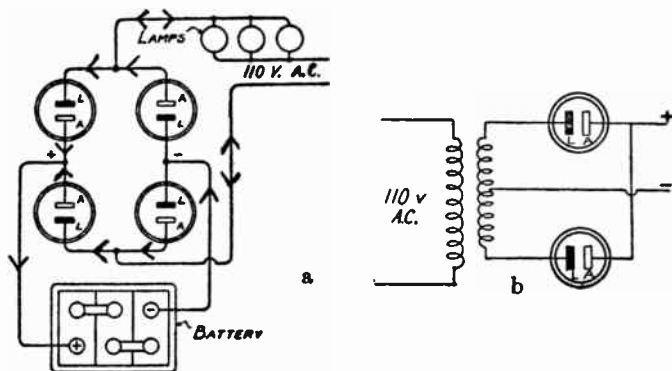 LAMPS
110 V. A.C.
L
A
A
L
+
-
A
L
L
A
+
-
BATTERY
a
110 V
A.C.
L A
+
-
L A
b